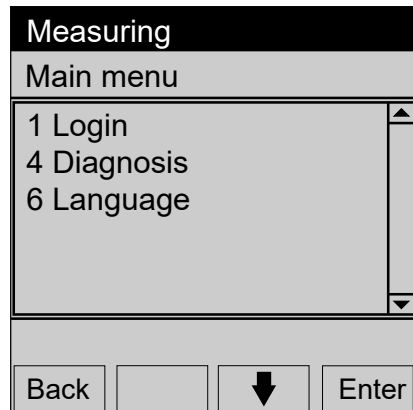 Measuring
Main menu
1 Login
4 Diagnosis
6 Language
Back Enter